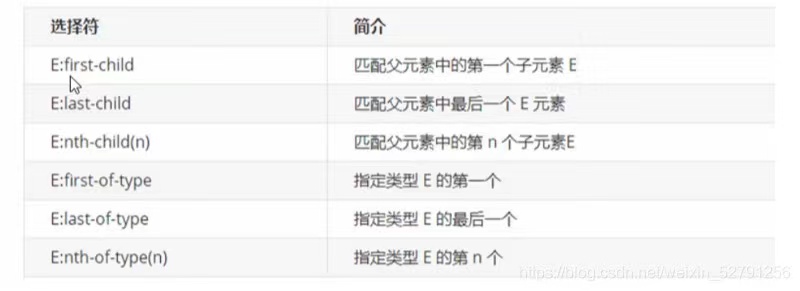 选择符 简介
E:first-child 匹配父元素中的第一个子元素 E
E:last-child 匹配父元素中最后一个 E 元素
E:nth-child(n) 匹配父元素中的第 n 个子元素E
E:first-of-type 指定类型 E 的第一个
E:last-of-type 指定类型 E 的最后一个
E:nth-of-type(n) 指定类型 E 的第 n 个
https://blog.csdn.net/waixin_52791256